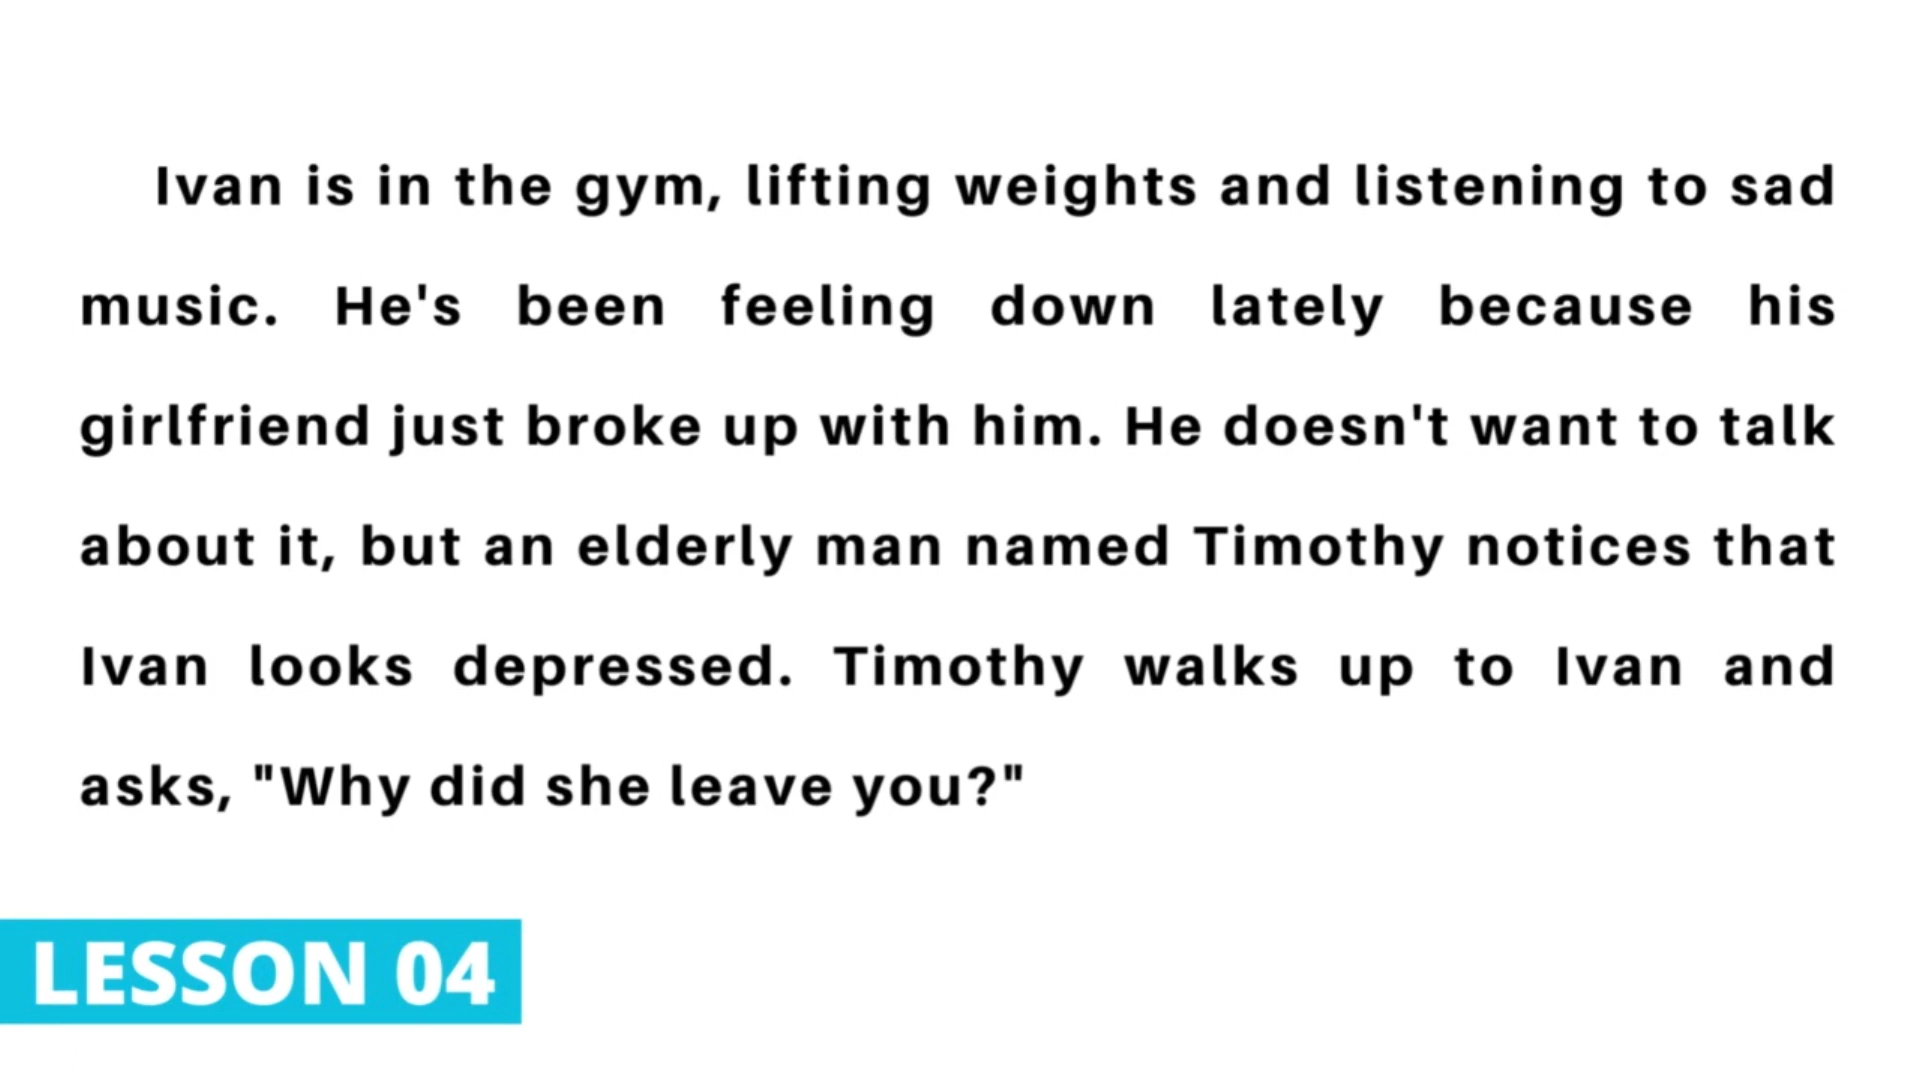 Ivan is in the gym, lifting weights and listening to sad
music. He's been feeling down lately because his
girlfriend just broke up with him. He doesn't want to talk
about it, but an elderly man named Timothy notices that
Ivan looks depressed. Timothy walks up to Ivan and
asks, "Why did she leave you?"
LESSON 04